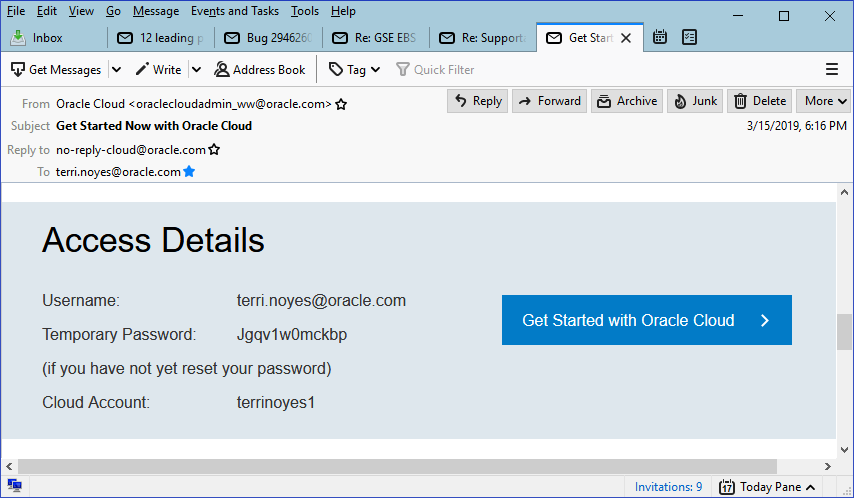 File Edit View Go Message Events and Tasks Tools Help
Inbox 12 leading p Bug 2946260 Re: GSE EBS Re: Support Get Start
Get Messages Write Address Book Tag Quick Filter
From Oracle Cloud <oraclecloudadmin_ww@oracle.com> Reply Forward Archive Junk Delete More
Subject Get Started Now with Oracle Cloud 3/15/2019, 6:16 PM
Reply to no-reply-cloud@oracle.com
To terri.noyes@oracle.com
Access Details
Username: terri.noyes@oracle.com
Get Started with Oracle Cloud
Temporary Password: Jgqv1w0mckbp
(if you have not yet reset your password)
Cloud Account: terrinoyes1
Invitations: 9 17 Today Pane